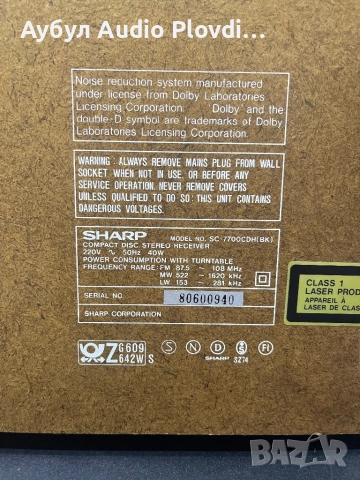 Аубул Аудио Plovdi...
Noise reduction system manufactured
under license from Dolby Laboratories
Licensing Corporation. Dolby and the
double-D symbol are trademarks of Dolby
Laboratories Licensing Corporation.
WARNING: ALWAYS REMOVE MAINS PLUG FROM WALL
SOCKET WHEN NOT IN USE OR BEFORE ANY
SERVICE OPERATION. NEVER REMOVE COVERS
UNLESS QUALIFIED TO DO SO: THIS UNIT CONTAINS
DANGEROUS VOLTAGES.
SHARP MODEL NO. SC-7700CDH(BK)
COMPACT DISC STEREO RECEIVER
220V ~ 50Hz 40W
POWER CONSUMPTION WITH TURNTABLE
FREQUENCY RANGE: FM 87.5 ~ 108 MHz
MW 522 ~ 1620 kHz
LW 153 ~ 281 kHz
SERIAL NO. 80600940
SHARP CORPORATION
CLASS 1
LASER PROD
APPAREIL À
LASER DE CLAS
Z G609
642W S
S N D S FI
SHARP SZ74
BAZAR